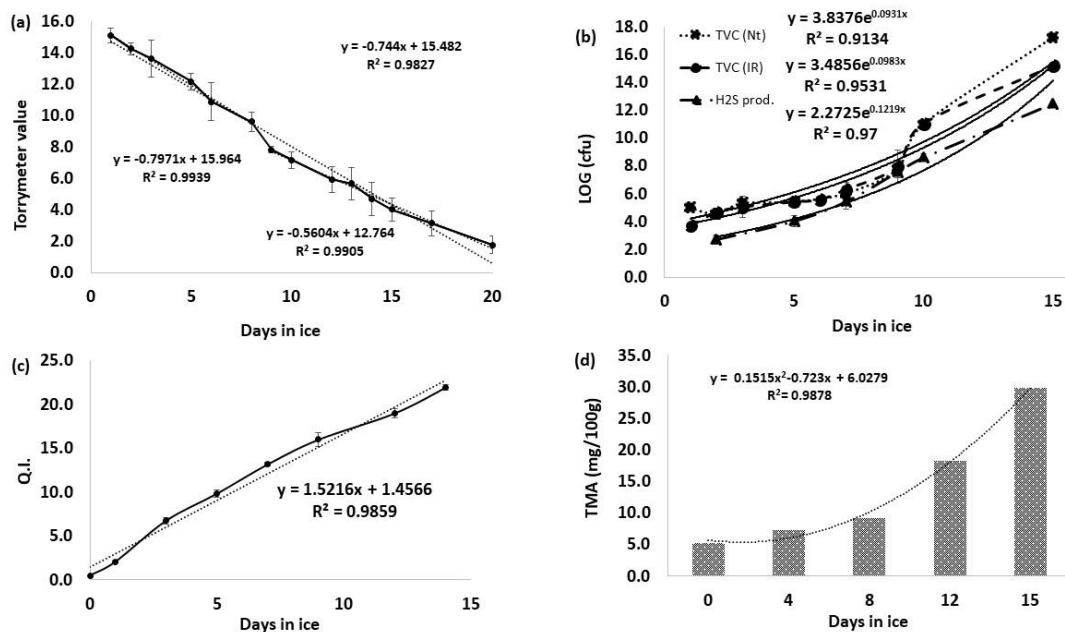 (a)
16.0
14.0
12.0
10.0
8.0
6.0
4.0
2.0
0.0
Torrymeter value
y = -0.744x + 15.482
R² = 0.9827
y = -0.7971x + 15.964
R² = 0.9939
y = -0.5604x + 12.764
R² = 0.9905
0 5 10 15 20
Days in ice
(b)
18.0
16.0
14.0
12.0
10.0
8.0
6.0
4.0
2.0
0.0
LOG (cfu)
TVC (Nt)
TVC (IR)
H2S prod.
y = 3.8376e^0.0931x
R² = 0.9134
y = 3.4856e^0.0983x
R² = 0.9531
y = 2.2725e^0.1219x
R² = 0.97
0 5 10 15
Days in ice
(c)
25.0
20.0
15.0
10.0
5.0
0.0
Q.I.
y = 1.5216x + 1.4566
R² = 0.9859
0 5 10 15
Days in ice
(d)
35.0
30.0
25.0
20.0
15.0
10.0
5.0
0.0
TMA (mg/100g)
y = 0.1515x²-0.723x + 6.0279
R²= 0.9878
0 4 8 12 15
Days in ice